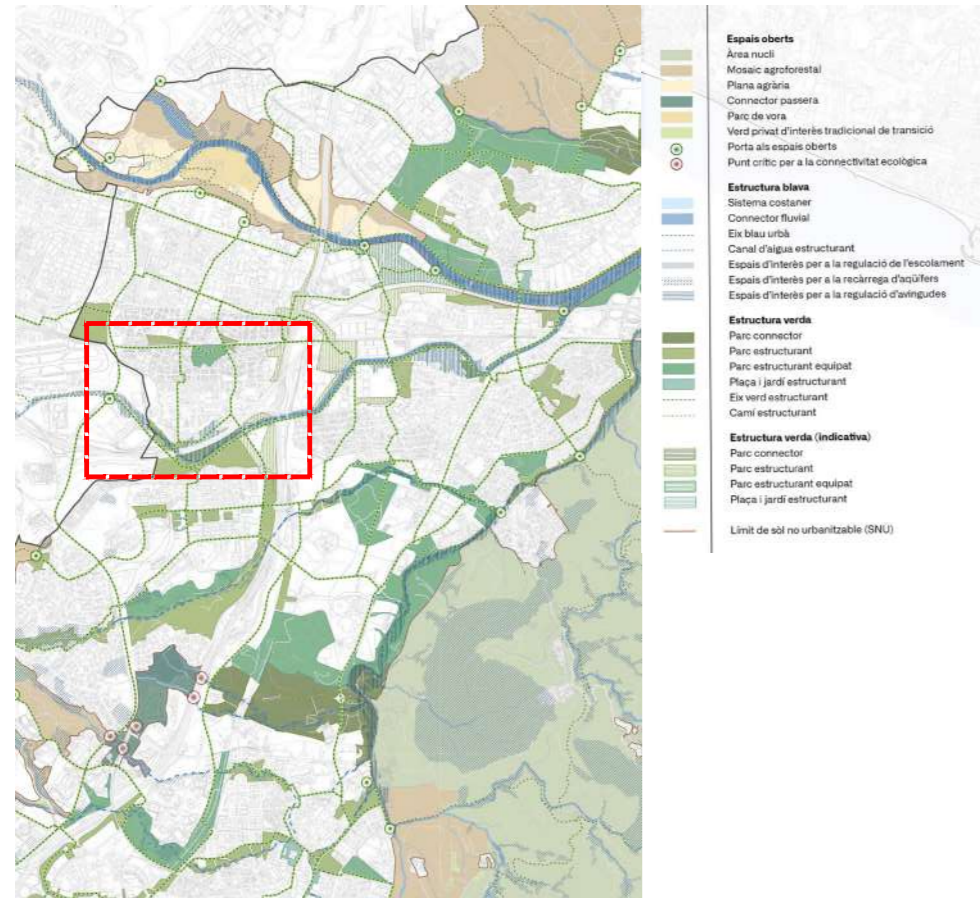 Espais oberts
Àrea nucli
Mosaic agroforestal
Plana agrària
Connector passera
Parc de vora
Verd privat d'interès tradicional de transició
Porta als espais oberts
Punt crític per a la connectivitat ecològica
Estructura blava
Sistema costaner
Connector fluvial
Eix blau urbà
Canal d'aigua estructurant
Espais d'interès per a la regulació de l'escolament
Espais d'interès per a la recàrrega d'aqüífers
Espais d'interès per a la regulació d'avingudes
Estructura verda
Parc connector
Parc estructurant
Parc estructurant equipat
Plaça i jardí estructurant
Eix verd estructurant
Camí estructurant
Estructura verda (indicativa)
Parc connector
Parc estructurant
Parc estructurant equipat
Plaça i jardí estructurant
Límit de sòl no urbanitzable (SNU)